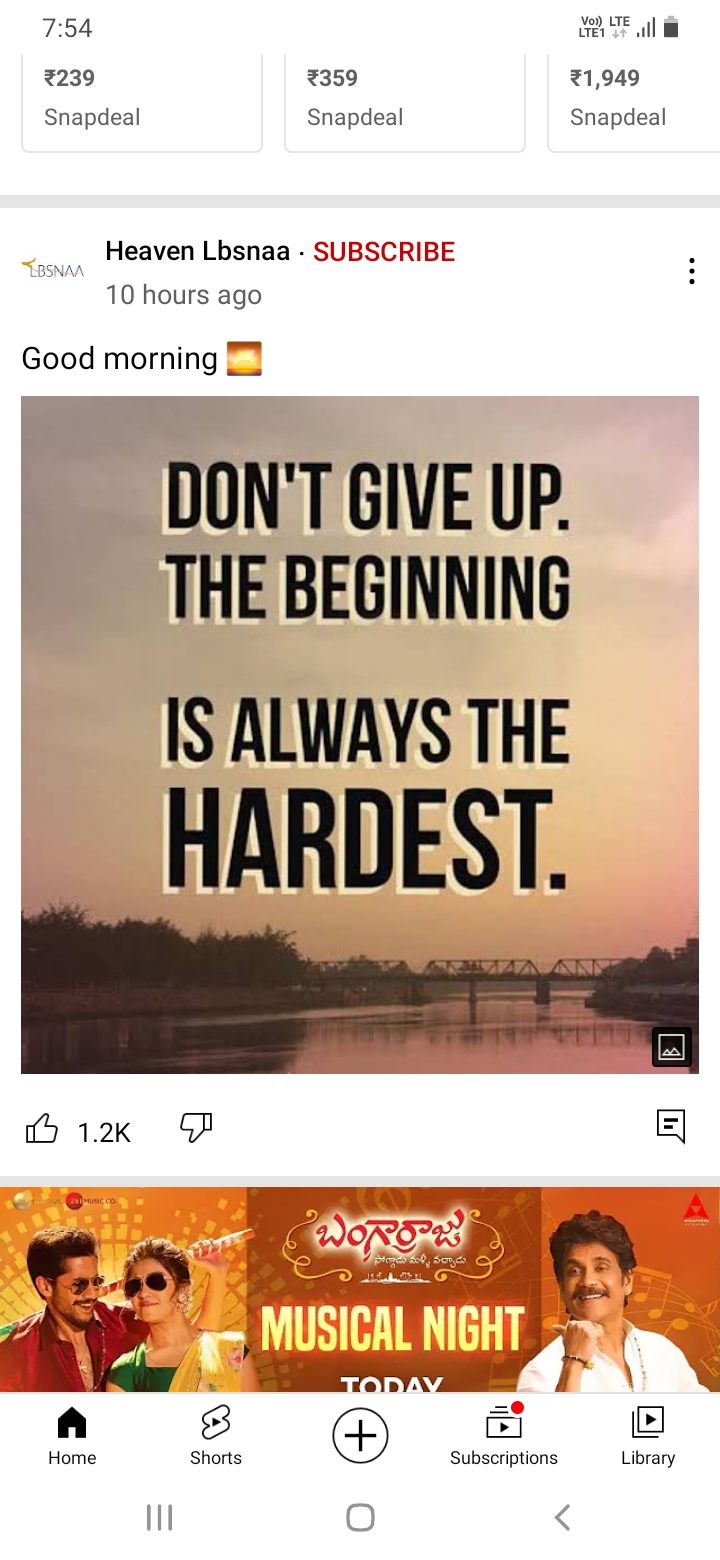 7:54
Vo)) LTE
LTE1
₹239
₹359
₹1,949
Snapdeal
Snapdeal
Snapdeal
LBSNAA
Heaven Lbsnaa · SUBSCRIBE
10 hours ago
Good morning 🌅
DON'T GIVE UP.
THE BEGINNING
IS ALWAYS THE
HARDEST.
1.2K
ZEE MUSIC CO.
బంగార్రాజు
సోగ్గాడు మళ్ళీ వచ్చాడు
MUSICAL NIGHT
TODAY
Home
Shorts
Subscriptions
Library